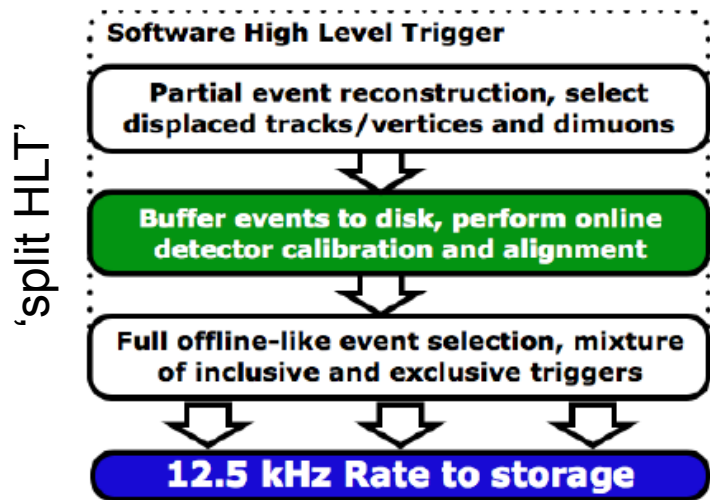 Software High Level Trigger
Partial event reconstruction, select
displaced tracks/vertices and dimuons
Buffer events to disk, perform online
detector calibration and alignment
Full offline-like event selection, mixture
of inclusive and exclusive triggers
12.5 kHz Rate to storage
‘split HLT’